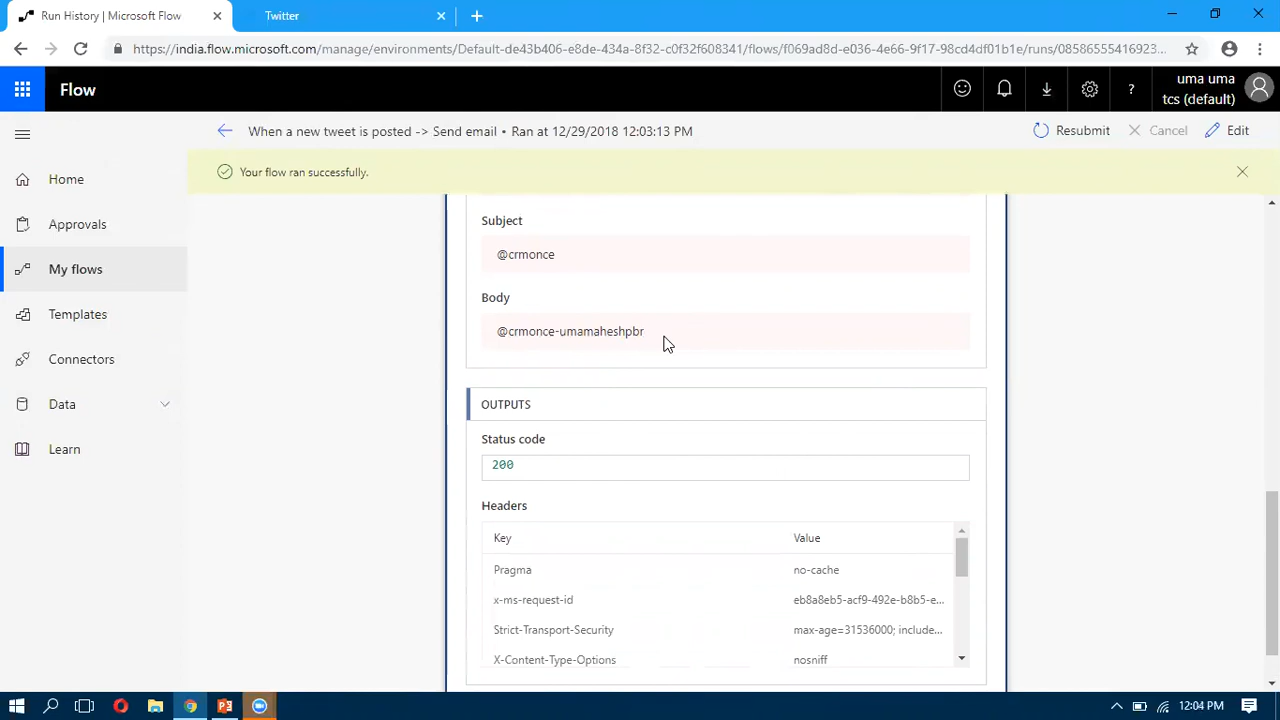 Run History | Microsoft Flow
Twitter
https://india.flow.microsoft.com/manage/environments/Default-de43b406-e8de-434a-8f32-c0f32f608341/flows/f069ad8d-e036-4e66-9f17-98cd4df01b1e/runs/08586555416923...
Flow
?
uma uma
tcs (default)
When a new tweet is posted -> Send email • Ran at 12/29/2018 12:03:13 PM
Resubmit
Cancel
Edit
Your flow ran successfully.
Home
Approvals
My flows
Templates
Connectors
Data
Learn
Subject
@crmonce
Body
@crmonce-umamaheshpbr
OUTPUTS
Status code
200
Headers
Key Value
Pragma no-cache
x-ms-request-id eb8a8eb5-acf9-492e-b8b5-e...
Strict-Transport-Security max-age=31536000; include...
X-Content-Type-Options nosniff
12:04 PM